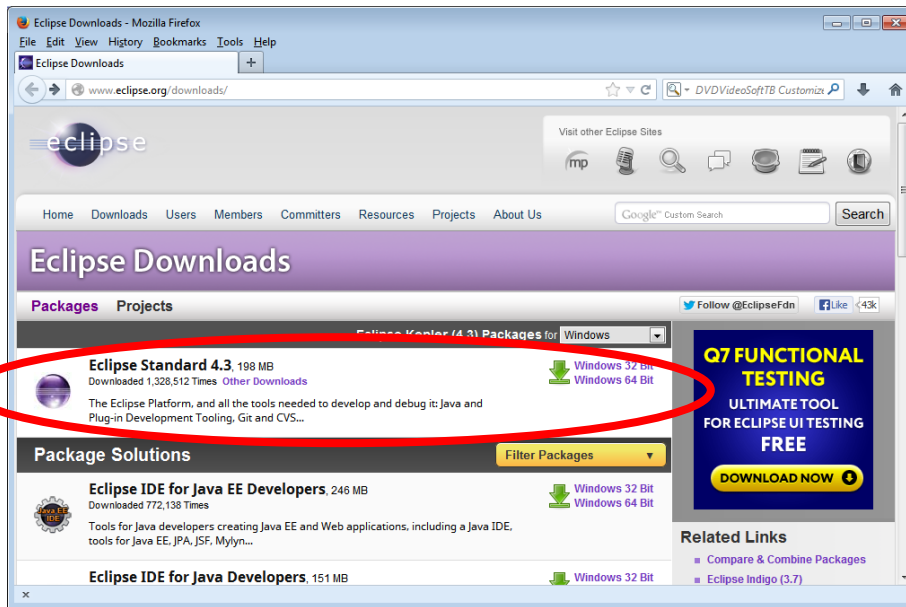 Eclipse Downloads - Mozilla Firefox
File Edit View History Bookmarks Tools Help
Eclipse Downloads +
www.eclipse.org/downloads/ DVDVideoSoftTB Customize
eclipse
Visit other Eclipse Sites
mp
Home Downloads Users Members Committers Resources Projects About Us Google™ Custom Search Search
Eclipse Downloads
Packages Projects Follow @EclipseFdn Like 43k
Eclipse Kepler (4.3) Packages for Windows
Eclipse Standard 4.3, 198 MB Windows 32 Bit
Downloaded 1,328,512 Times Other Downloads Windows 64 Bit
The Eclipse Platform, and all the tools needed to develop and debug it: Java and
Plug-in Development Tooling, Git and CVS...
Q7 FUNCTIONAL
TESTING
ULTIMATE TOOL
FOR ECLIPSE UI TESTING
FREE
DOWNLOAD NOW
Package Solutions Filter Packages
Eclipse IDE for Java EE Developers, 246 MB Windows 32 Bit
Downloaded 772,138 Times Windows 64 Bit
Java EE
IDE
Tools for Java developers creating Java EE and Web applications, including a Java IDE,
tools for Java EE, JPA, JSF, Mylyn...
Eclipse IDE for Java Developers, 151 MB Windows 32 Bit
Related Links
Compare & Combine Packages
Eclipse Indigo (3.7)
x